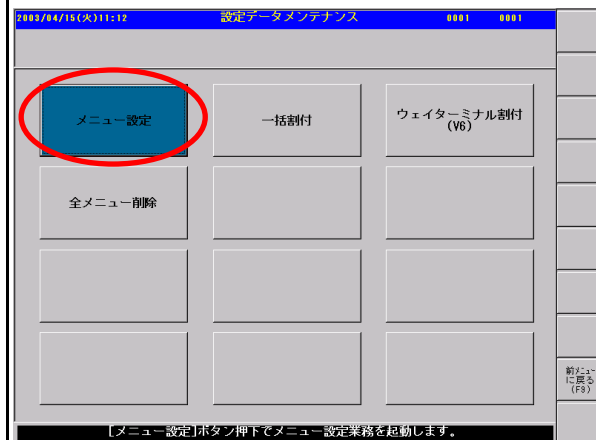 2003/04/15(火)11:12 設定データメンテナンス 0001 0001
メニュー設定 一括割付 ウェイターミナル割付
(V6)
全メニュー削除
前ﾒﾆｭｰ
に戻る
(F9)
[メニュー設定]ボタン押下でメニュー設定業務を起動します。